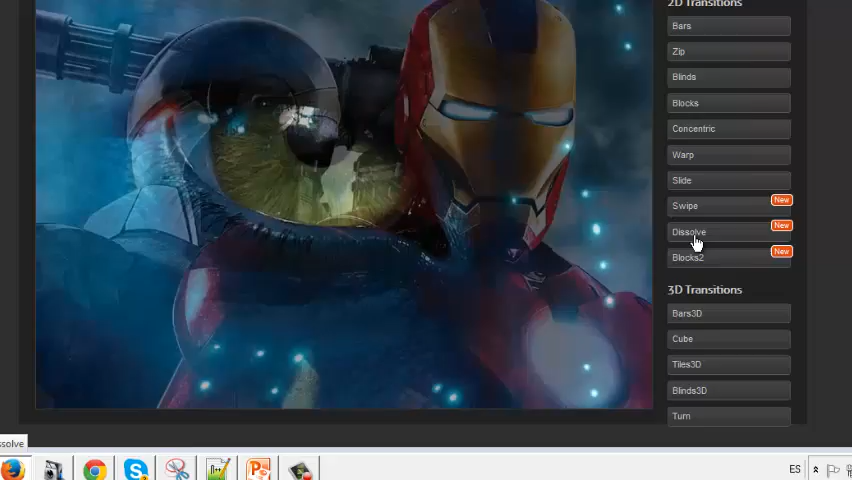 2D Transitions
Bars
Zip
Blinds
Blocks
Concentric
Warp
Slide
Swipe New
Dissolve New
Blocks2 New
3D Transitions
Bars3D
Cube
Tiles3D
Blinds3D
Turn
ssolve
ES